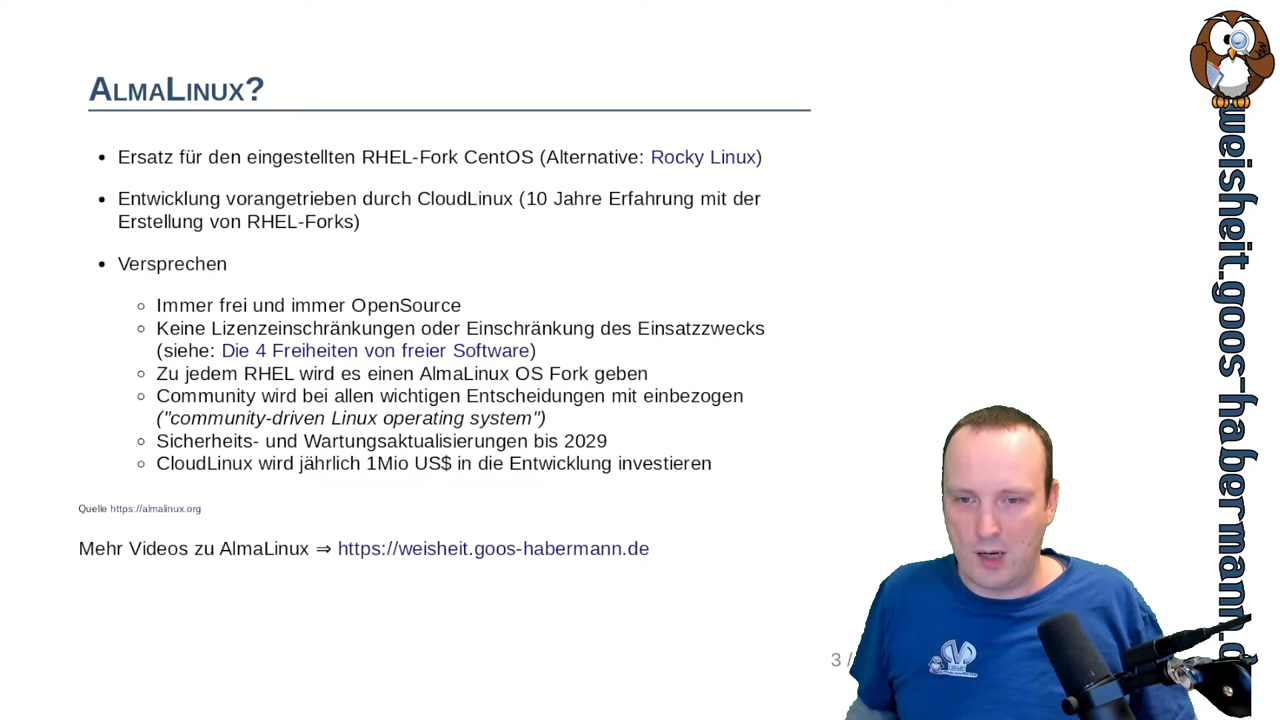 AlmaLinux?
• Ersatz für den eingestellten RHEL-Fork CentOS (Alternative: Rocky Linux)
• Entwicklung vorangetrieben durch CloudLinux (10 Jahre Erfahrung mit der
Erstellung von RHEL-Forks)
• Versprechen
◦ Immer frei und immer OpenSource
◦ Keine Lizenzeinschränkungen oder Einschränkung des Einsatzzwecks
(siehe: Die 4 Freiheiten von freier Software)
◦ Zu jedem RHEL wird es einen AlmaLinux OS Fork geben
◦ Community wird bei allen wichtigen Entscheidungen mit einbezogen
("community-driven Linux operating system")
◦ Sicherheits- und Wartungsaktualisierungen bis 2029
◦ CloudLinux wird jährlich 1Mio US$ in die Entwicklung investieren
Quelle https://almalinux.org
Mehr Videos zu AlmaLinux ⇒ https://weisheit.goos-habermann.de
3 /
weisheit.goos-habermann.d